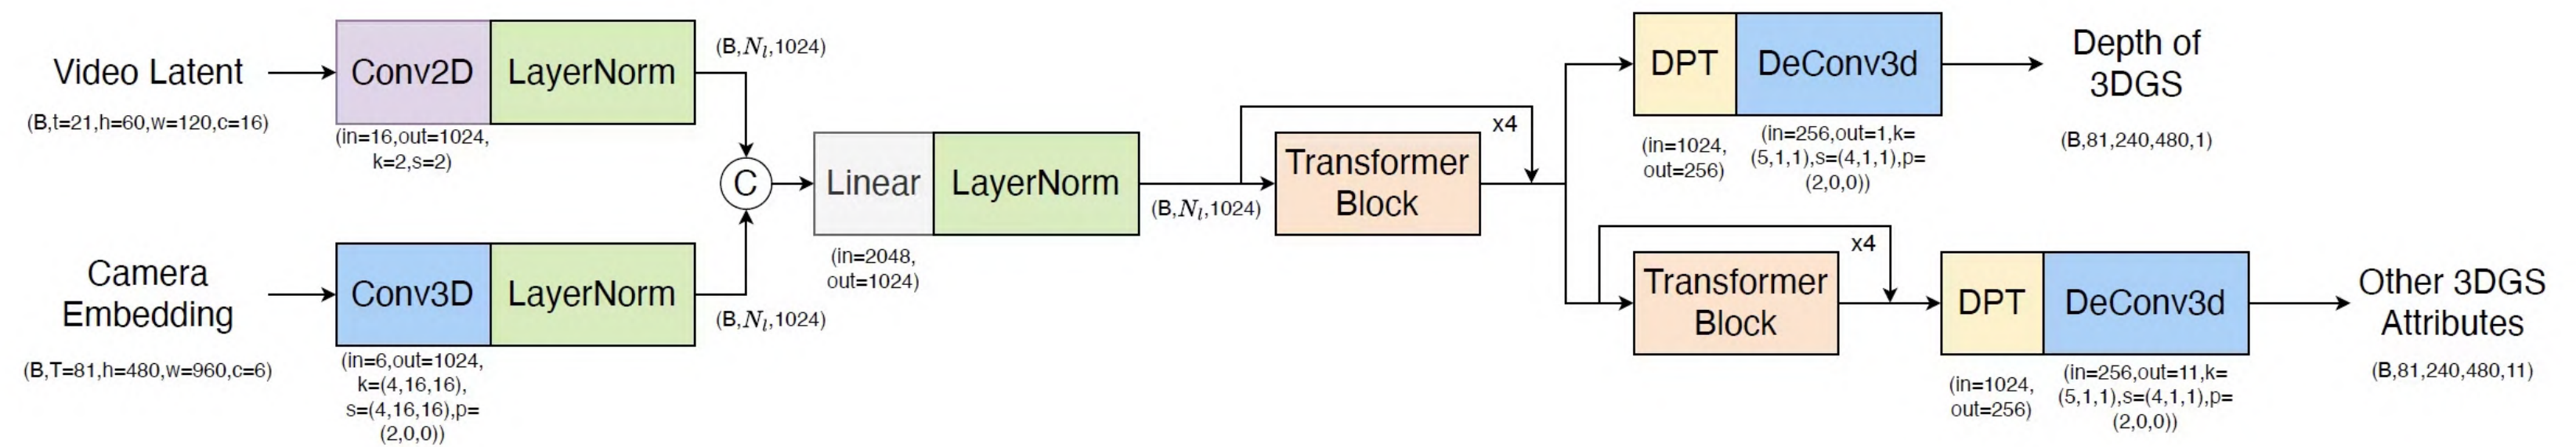 Video Latent
(B,t=21,h=60,w=120,c=16)
Conv2D
LayerNorm
(in=16,out=1024,
k=2,s=2)
(B,N_l,1024)
Camera
Embedding
(B,T=81,h=480,w=960,c=6)
Conv3D
LayerNorm
(in=6,out=1024,
k=(4,16,16),
s=(4,16,16),p=
(2,0,0))
(B,N_l,1024)
C
Linear
LayerNorm
(in=2048,
out=1024)
(B,N_l,1024)
x4
Transformer
Block
DPT
DeConv3d
(in=1024,
out=256)
(in=256,out=1,k=
(5,1,1),s=(4,1,1),p=
(2,0,0))
Depth of
3DGS
(B,81,240,480,1)
x4
Transformer
Block
DPT
DeConv3d
(in=1024,
out=256)
(in=256,out=11,k=
(5,1,1),s=(4,1,1),p=
(2,0,0))
Other 3DGS
Attributes
(B,81,240,480,11)